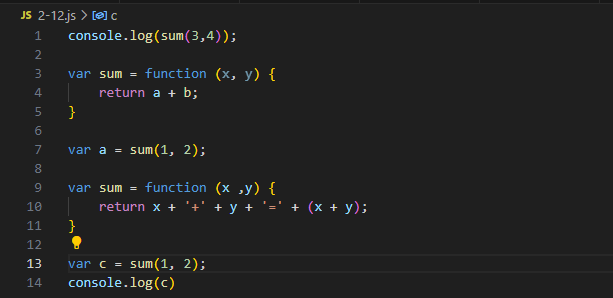 JS 2-12.js > c
1 console.log(sum(3,4));
2
3 var sum = function (x, y) {
4     return a + b;
5 }
6
7 var a = sum(1, 2);
8
9 var sum = function (x ,y) {
10     return x + '+' + y + '=' + (x + y);
11 }
12
13 var c = sum(1, 2);
14 console.log(c)